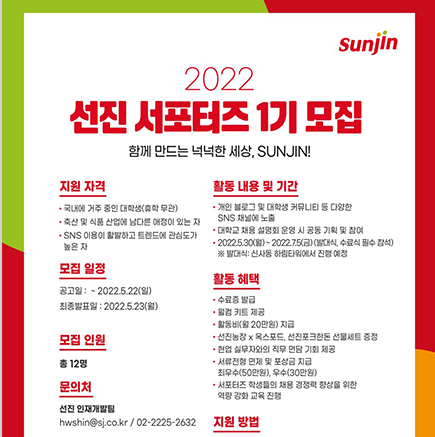 sunjin
2022
선진 서포터즈 1기 모집
함께 만드는 넉넉한 세상, SUNJIN!
지원 자격
• 국내에 거주 중인 대학생(휴학 무관)
• 축산 및 식품 산업에 남다른 애정이 있는 자
• SNS 이용이 활발하고 트렌드에 관심도가
높은 자
모집 일정
공고일 : ~ 2022.5.22(일)
최종발표일 : 2022.5.23(월)
모집 인원
총 12명
문의처
선진 인재개발팀
hwshin@sj.co.kr / 02-2225-2632
활동 내용 및 기간
• 개인 블로그 및 대학생 커뮤니티 등 다양한
SNS 채널에 노출
• 대학교 채용 설명회 운영 시 공동 기획 및 참여
• 2022.5.30(월) ~ 2022.7.5(금) (발대식, 수료식 필수 참석)
※ 발대식: 신사동 하림타워에서 진행 예정
활동 혜택
• 수료증 발급
• 웰컴 키트 제공
• 활동비(월 20만원) 지급
• 선진농장 x 옥스포드, 선진포크한돈 선물세트 증정
• 현업 실무자와의 직무 면담 기회 제공
• 서류전형 면제 및 포상금 지급
최우수(50만원), 우수(30만원)
• 서포터즈 학생들의 채용 경쟁력 향상을 위한
역량 강화 교육 진행
지원 방법